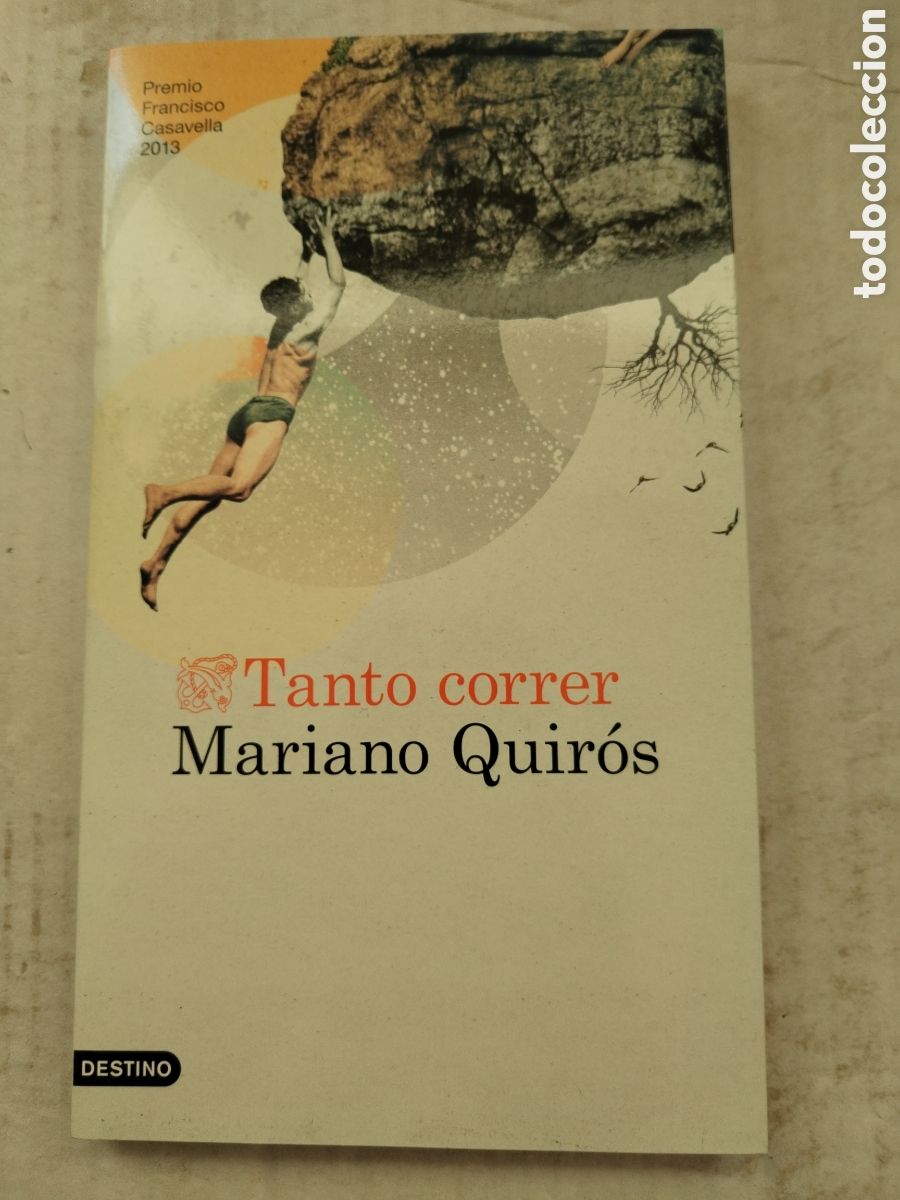 Premio
Francisco
Casavella
2013
Tanto correr
Mariano Quirós
DESTINO
todocoleccion